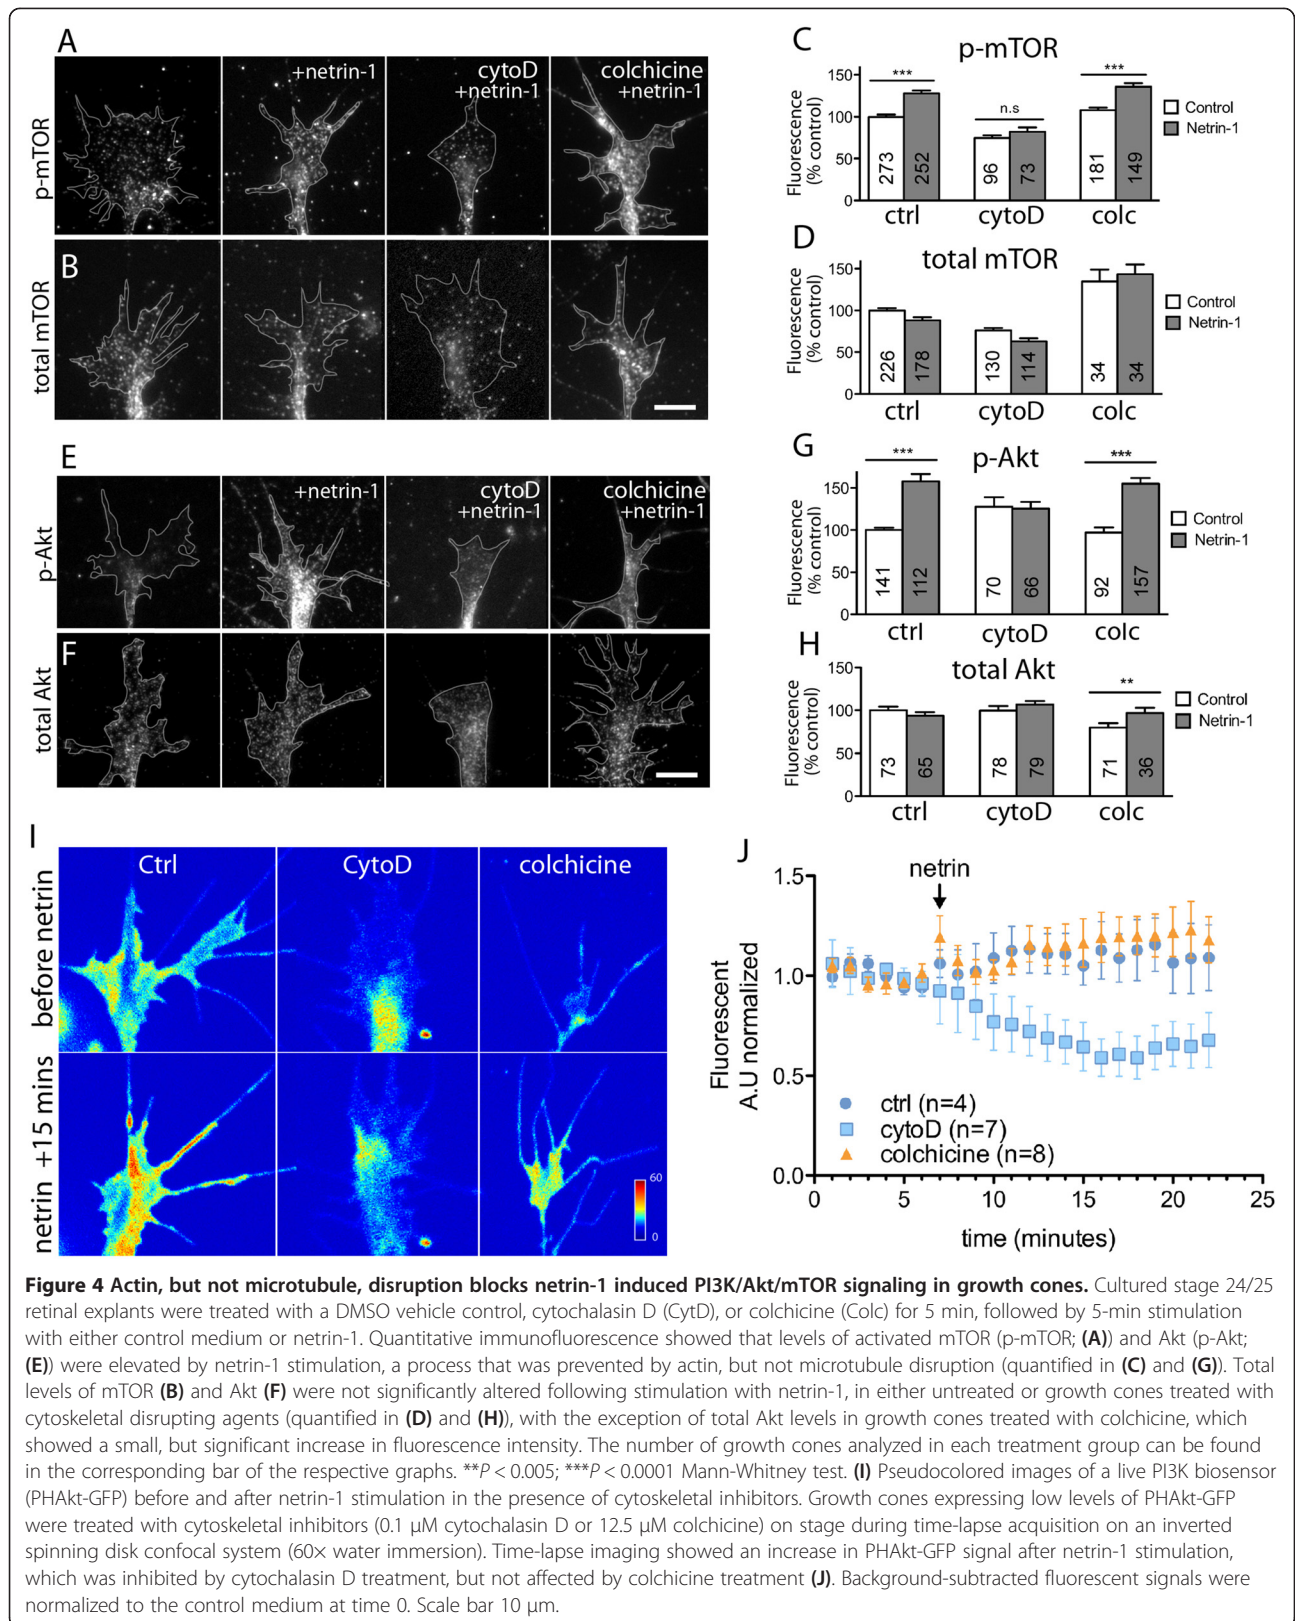 A
+netrin-1
cytoD
+netrin-1
colchicine
+netrin-1
p-mTOR
B
total mTOR
C
p-mTOR
***
n.s
***
150
100
50
0
Fluorescence
(% control)
273
252
96
73
181
149
ctrl
cytoD
colc
Control
Netrin-1
D
total mTOR
150
100
50
0
Fluorescence
(% control)
226
178
130
114
34
34
ctrl
cytoD
colc
Control
Netrin-1
E
+netrin-1
cytoD
+netrin-1
colchicine
+netrin-1
p-Akt
F
total Akt
G
p-Akt
***
***
150
100
50
0
Fluorescence
(% control)
141
112
70
66
92
157
ctrl
cytoD
colc
Control
Netrin-1
H
total Akt
**
150
100
50
0
Fluorescence
(% control)
73
65
78
79
71
36
ctrl
cytoD
colc
Control
Netrin-1
I
Ctrl
CytoD
colchicine
before netrin
netrin +15 mins
60
0
J
netrin
1.5
1.0
0.5
0.0
Fluorescent
A.U normalized
ctrl (n=4)
cytoD (n=7)
colchicine (n=8)
0
5
10
15
20
25
time (minutes)
Figure 4 Actin, but not microtubule, disruption blocks netrin-1 induced PI3K/Akt/mTOR signaling in growth cones. Cultured stage 24/25
retinal explants were treated with a DMSO vehicle control, cytochalasin D (CytD), or colchicine (Colc) for 5 min, followed by 5-min stimulation
with either control medium or netrin-1. Quantitative immunofluorescence showed that levels of activated mTOR (p-mTOR; (A)) and Akt (p-Akt;
(E)) were elevated by netrin-1 stimulation, a process that was prevented by actin, but not microtubule disruption (quantified in (C) and (G)). Total
levels of mTOR (B) and Akt (F) were not significantly altered following stimulation with netrin-1, in either untreated or growth cones treated with
cytoskeletal disrupting agents (quantified in (D) and (H)), with the exception of total Akt levels in growth cones treated with colchicine, which
showed a small, but significant increase in fluorescence intensity. The number of growth cones analyzed in each treatment group can be found
in the corresponding bar of the respective graphs. **P < 0.005; ***P < 0.0001 Mann-Whitney test. (I) Pseudocolored images of a live PI3K biosensor
(PHAkt-GFP) before and after netrin-1 stimulation in the presence of cytoskeletal inhibitors. Growth cones expressing low levels of PHAkt-GFP
were treated with cytoskeletal inhibitors (0.1 μM cytochalasin D or 12.5 μM colchicine) on stage during time-lapse acquisition on an inverted
spinning disk confocal system (60× water immersion). Time-lapse imaging showed an increase in PHAkt-GFP signal after netrin-1 stimulation,
which was inhibited by cytochalasin D treatment, but not affected by colchicine treatment (J). Background-subtracted fluorescent signals were
normalized to the control medium at time 0. Scale bar 10 μm.